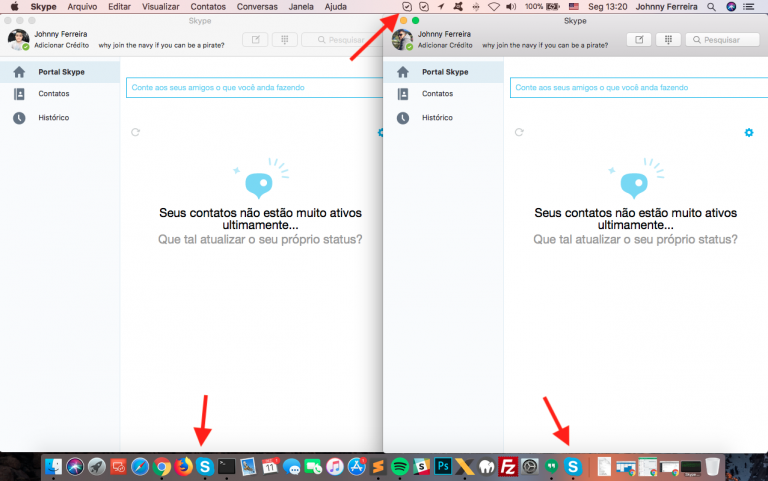 Skype Arquivo Editar Visualizar Contatos Conversas Janela Ajuda 100% Seg 13:20 Johnny Ferreira
Skype
Johnny Ferreira
Adicionar Crédito why join the navy if you can be a pirate?
Pesquisar
Portal Skype
Contatos
Histórico
Conte aos seus amigos o que você anda fazendo
Seus contatos não estão muito ativos
ultimamente...
Que tal atualizar o seu próprio status?
Skype
Johnny Ferreira
Adicionar Crédito why join the navy if you can be a pirate?
Pesquisar
Portal Skype
Contatos
Histórico
Conte aos seus amigos o que você anda fazendo
Seus contatos não estão muito ativos
ultimamente...
Que tal atualizar o seu próprio status?
11
Ps
Fz